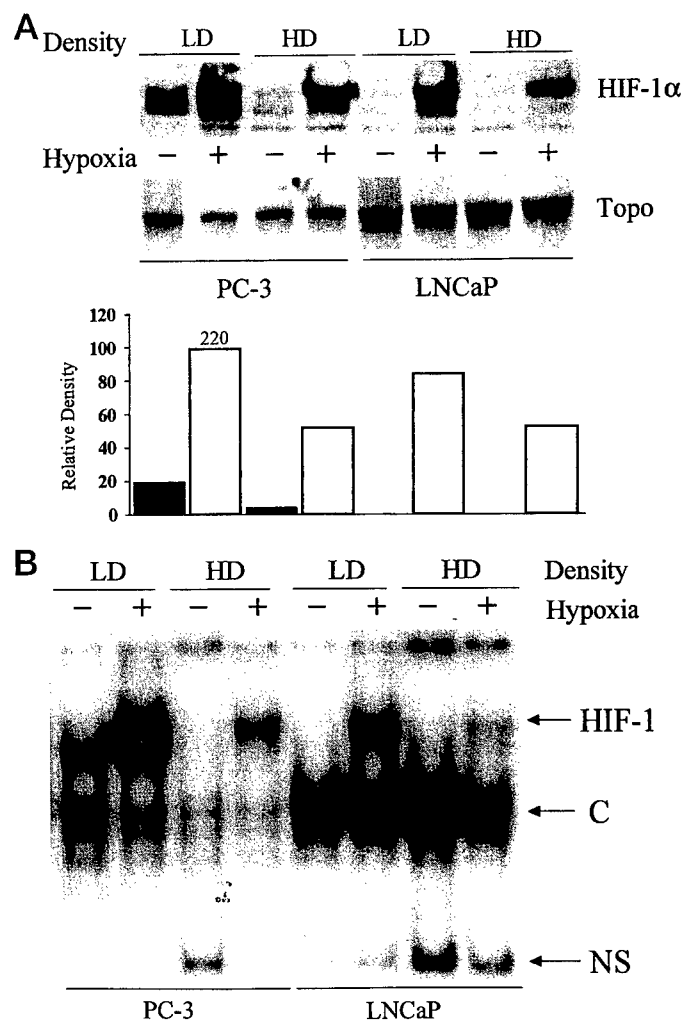 A
Density LD HD LD HD
HIF-1α
Hypoxia − + − + − + − +
Topo
PC-3 LNCaP
120
100
80
60
40
20
0
Relative Density
220
B
LD HD LD HD Density
− + − + − + − + Hypoxia
HIF-1
C
NS
PC-3 LNCaP